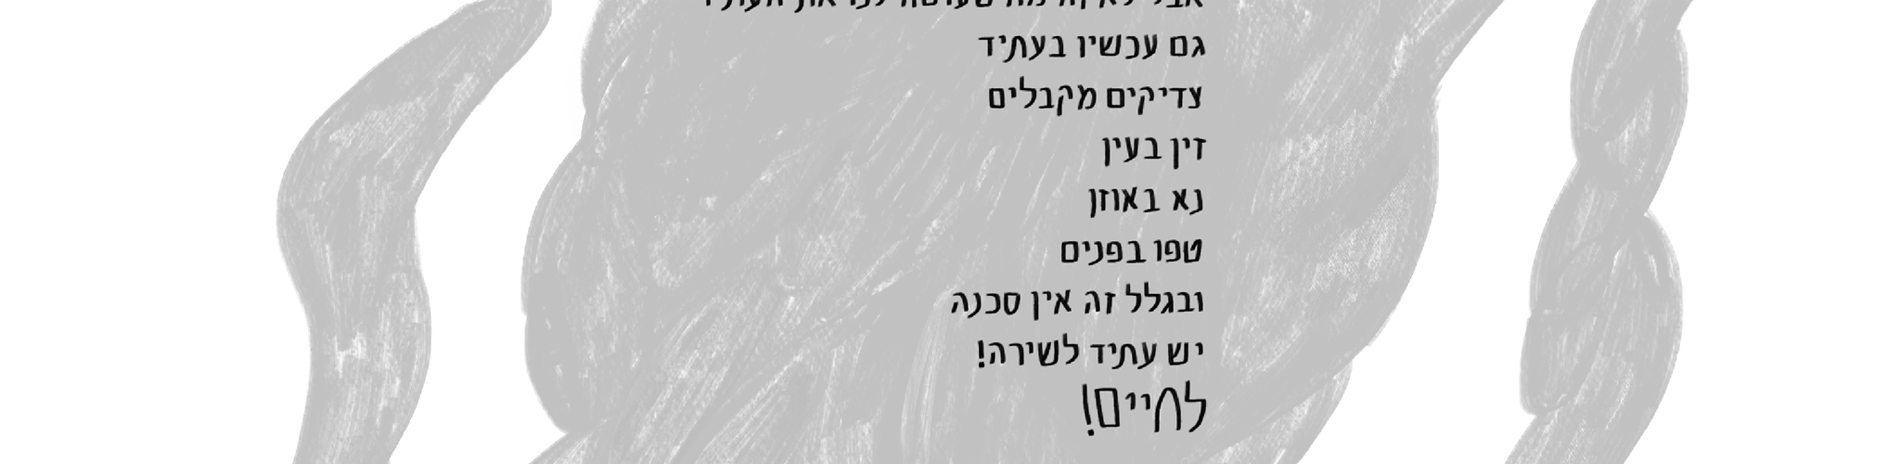 גם עכשיו בעתיד
צדיקים מקבלים
זין בעין
נא באוזן
טפו בפנים
ובגלל זה אין סכנה
יש עתיד לשירה!
לחיים!